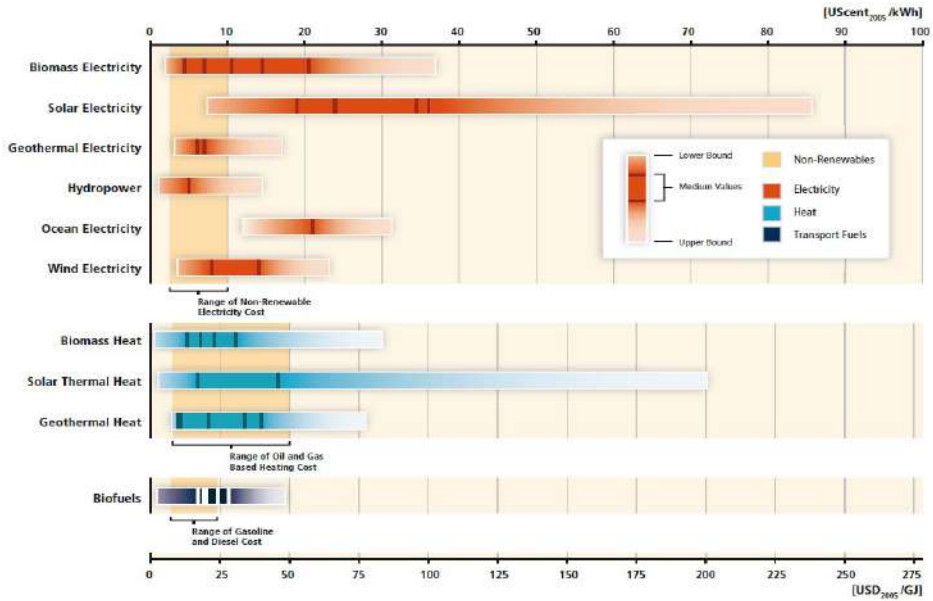 [UScent2005 /kWh]
0 10 20 30 40 50 60 70 80 90 100
Biomass Electricity
Solar Electricity
Geothermal Electricity
Hydropower
Ocean Electricity
Wind Electricity
Lower Bound
Medium Values
Upper Bound
Non-Renewables
Electricity
Heat
Transport Fuels
Range of Non-Renewable
Electricity Cost
Biomass Heat
Solar Thermal Heat
Geothermal Heat
Range of Oil and Gas
Based Heating Cost
Biofuels
Range of Gasoline
and Diesel Cost
0 25 50 75 100 125 150 175 200 225 250 275
[USD2005 /GJ]